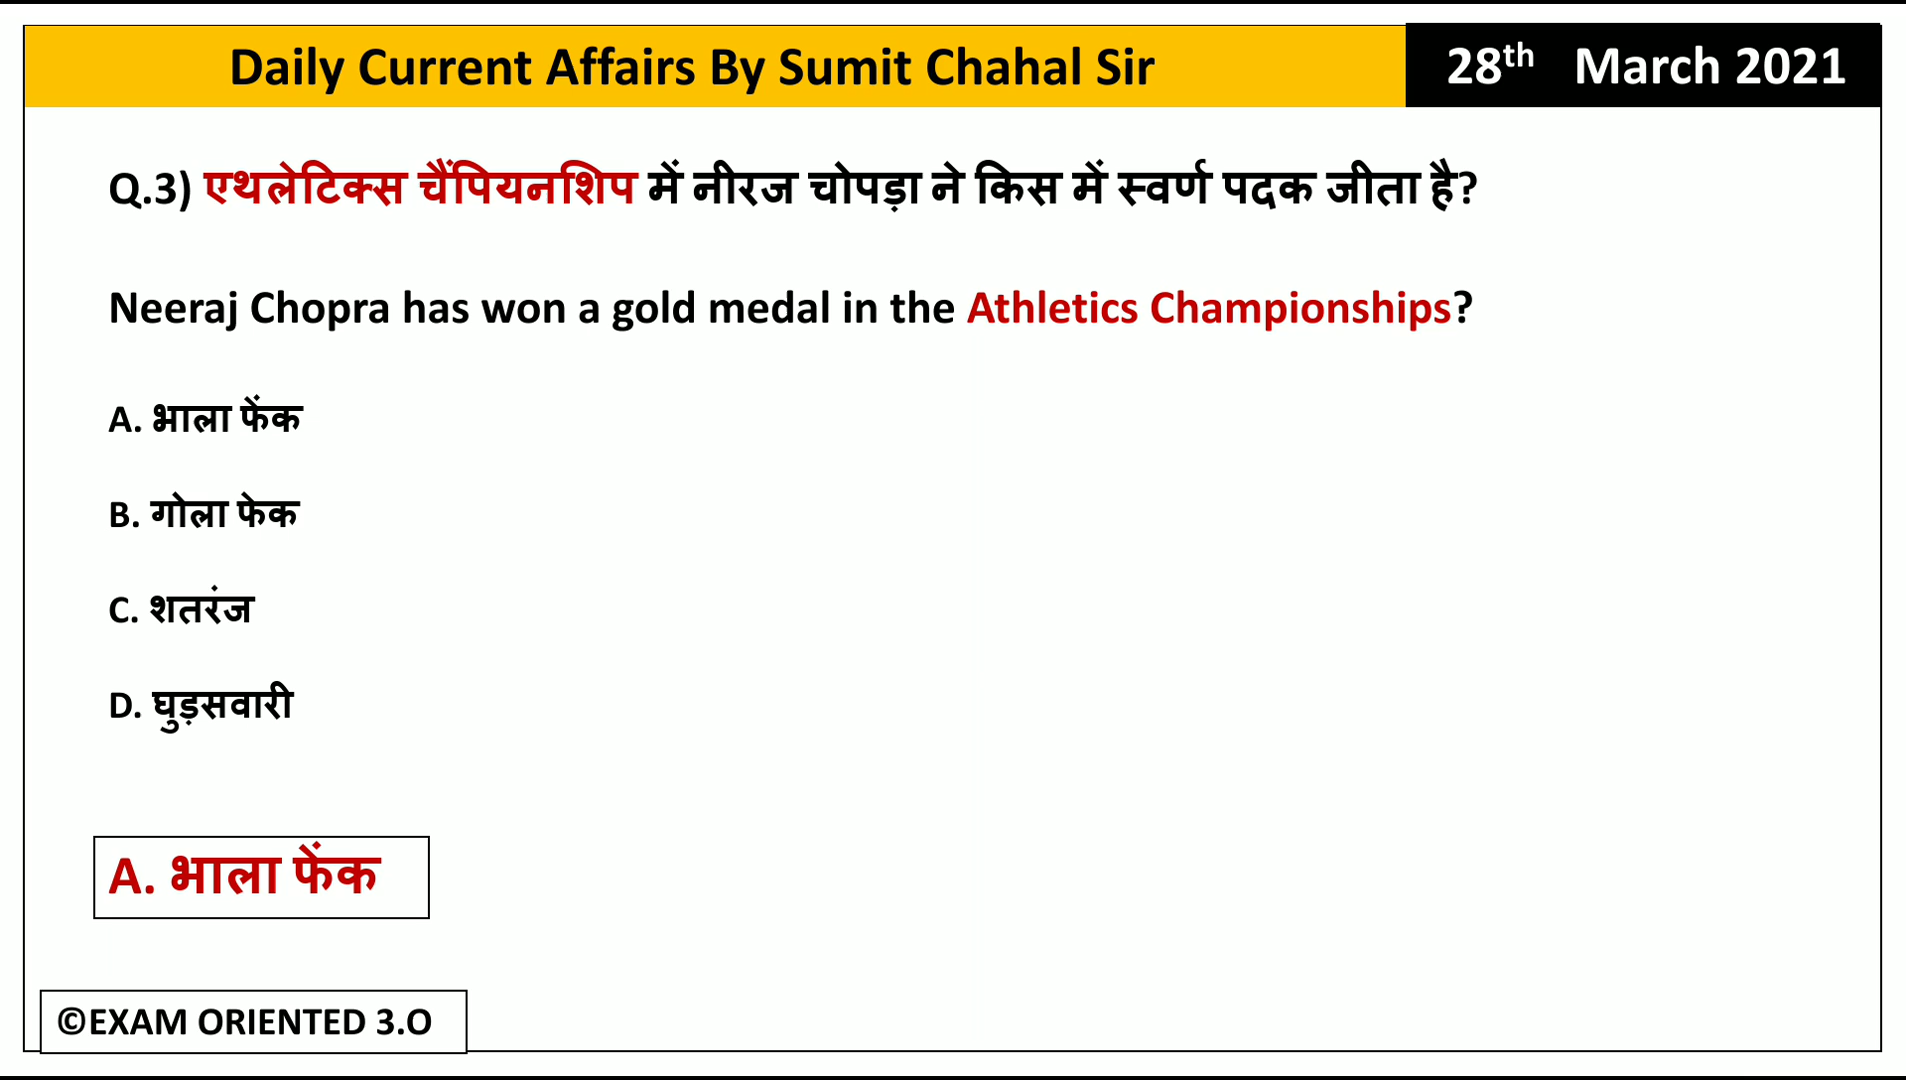 Daily Current Affairs By Sumit Chahal Sir
28th March 2021
Q.3) एथलेटिक्स चैंपियनशिप में नीरज चोपड़ा ने किस में स्वर्ण पदक जीता है?
Neeraj Chopra has won a gold medal in the Athletics Championships?
A. भाला फेंक
B. गोला फेक
C. शतरंज
D. घुड़सवारी
A. भाला फेंक
©EXAM ORIENTED 3.O